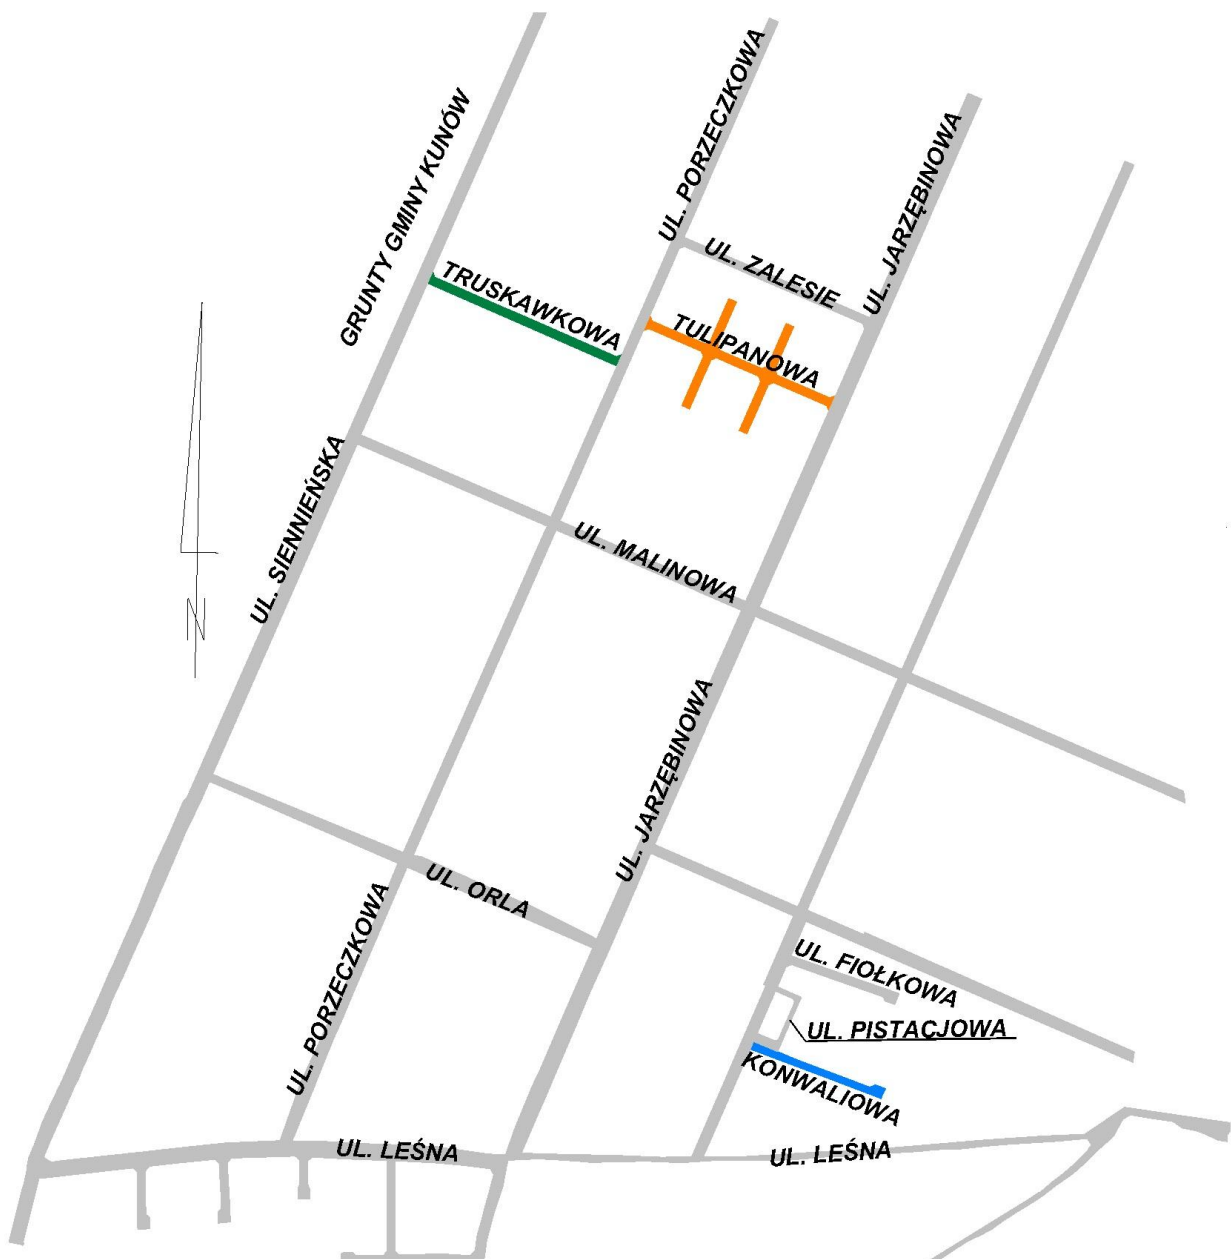 UL. PORZECZKOWA
GRUNTY GMINY KUNÓW
UL. JARZĘBINOWA
UL. ZALESIE
TRUSKAWKOWA
TULIPANOWA
UL. SIENNIEŃSKA
UL. MALINOWA
N
UL. JARZĘBINOWA
UL. ORLA
UL. PORZECZKOWA
UL. FIOŁKOWA
UL. PISTACJOWA
KONWALIOWA
UL. LEŚNA
UL. LEŚNA